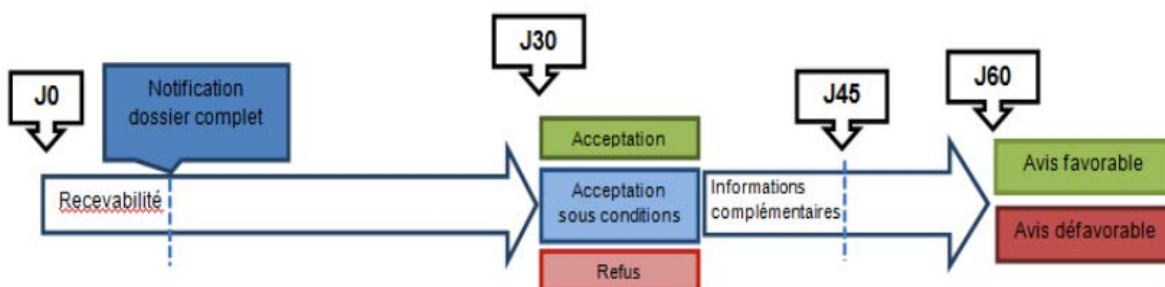 J0
Notification
dossier complet
Recevabilité
J30
Acceptation
Acceptation
sous conditions
Refus
Informations
complémentaires
J45
J60
Avis favorable
Avis défavorable